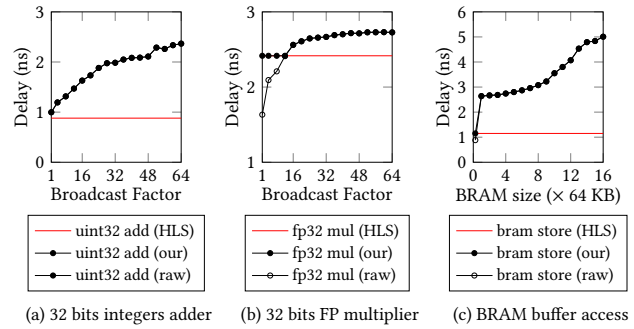 Delay (ns)
3
2
1
0
1
16
32
48
64
Broadcast Factor
uint32 add (HLS)
uint32 add (our)
uint32 add (raw)
(a) 32 bits integers adder
Delay (ns)
3
2
1
1
16
32
48
64
Broadcast Factor
fp32 mul (HLS)
fp32 mul (our)
fp32 mul (raw)
(b) 32 bits FP multiplier
Delay (ns)
6
5
4
3
2
1
0
0
4
8
12
16
BRAM size (× 64 KB)
bram store (HLS)
bram store (our)
bram store (raw)
(c) BRAM buffer access